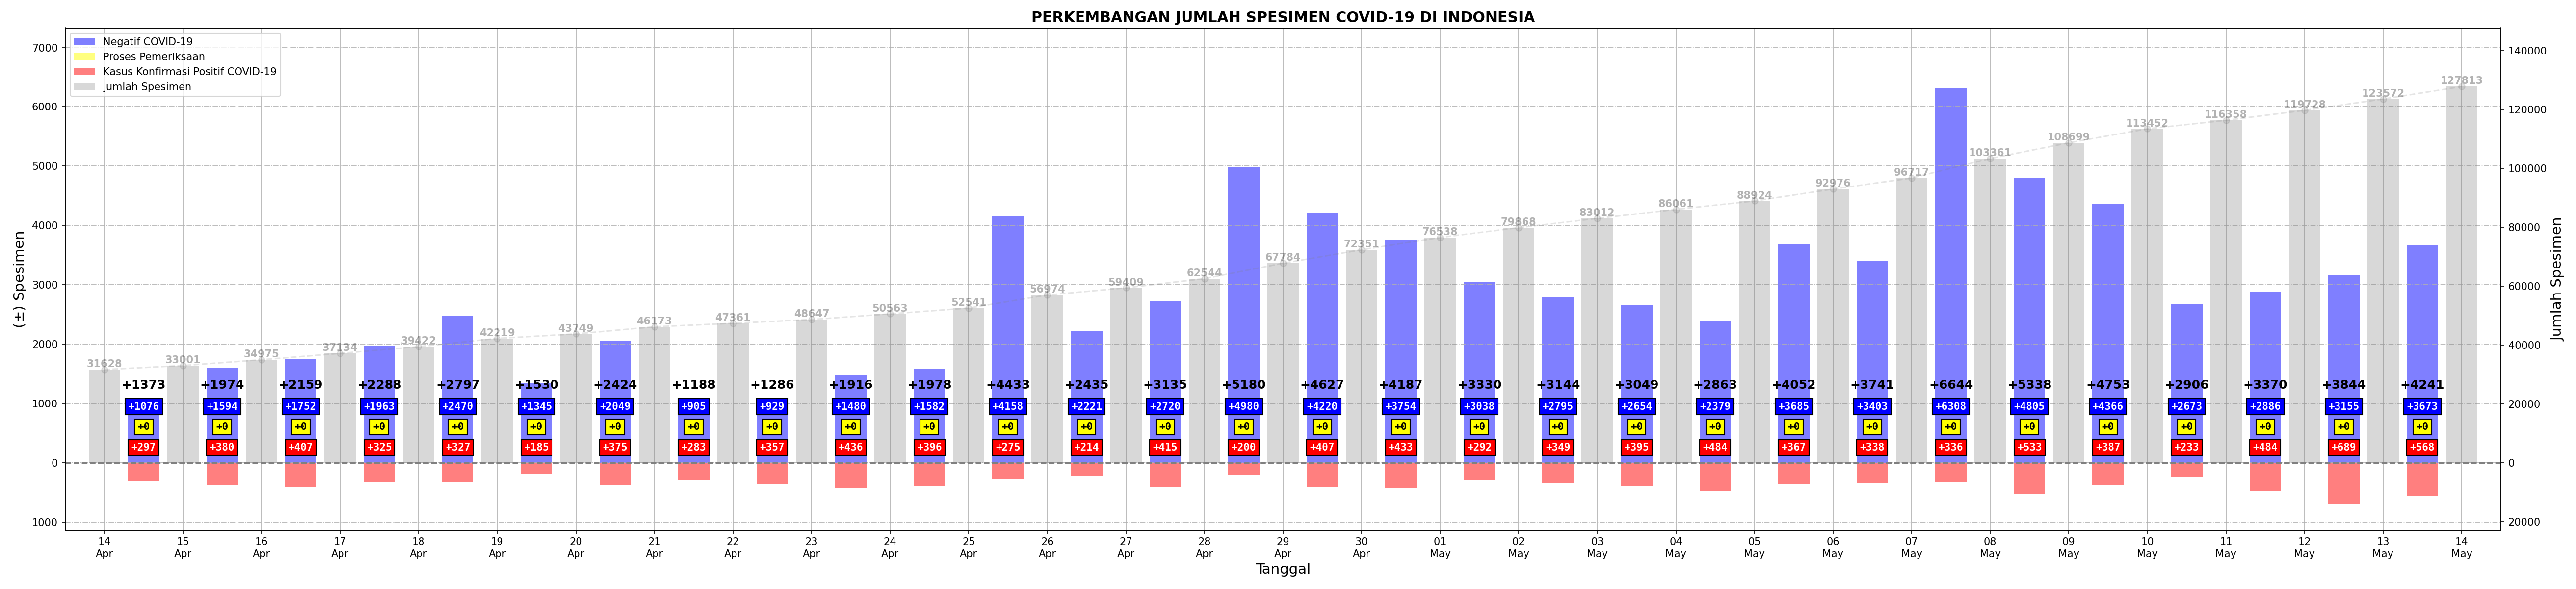 PERKEMBANGAN JUMLAH SPESIMEN COVID-19 DI INDONESIA
Negatif COVID-19
Proses Pemeriksaan
Kasus Konfirmasi Positif COVID-19
Jumlah Spesimen
(±) Spesimen
7000
6000
5000
4000
3000
2000
1000
0
1000
140000
120000
100000
80000
60000
40000
20000
0
20000
Jumlah Spesimen
31628 33001 34975 37134 39422 42219 43749 46173 47361 48647 50563 52541 56974 59409 62544 67784 72351 76538 79868 83012 86061 88924 92976 96717 103361 108699 113452 116358 119728 123572 127813
+1373 +1974 +2159 +2288 +2797 +1530 +2424 +1188 +1286 +1916 +1978 +4433 +2435 +3135 +5180 +4627 +4187 +3330 +3144 +3049 +2863 +4052 +3741 +6644 +5338 +4753 +2906 +3370 +3844 +4241
+1076 +1594 +1752 +1963 +2470 +1345 +2049 +905 +929 +1480 +1582 +4158 +2221 +2720 +4980 +4220 +3754 +3038 +2795 +2654 +2379 +3685 +3403 +6308 +4805 +4366 +2673 +2886 +3155 +3673
+0 +0 +0 +0 +0 +0 +0 +0 +0 +0 +0 +0 +0 +0 +0 +0 +0 +0 +0 +0 +0 +0 +0 +0 +0 +0 +0 +0 +0 +0
+297 +380 +407 +325 +327 +185 +375 +283 +357 +436 +396 +275 +214 +415 +200 +407 +433 +292 +349 +395 +484 +367 +338 +336 +533 +387 +233 +484 +689 +568
14 15 16 17 18 19 20 21 22 23 24 25 26 27 28 29 30 01 02 03 04 05 06 07 08 09 10 11 12 13 14
Apr Apr Apr Apr Apr Apr Apr Apr Apr Apr Apr Apr Apr Apr Apr Apr Apr May May May May May May May May May May May May May May
Tanggal